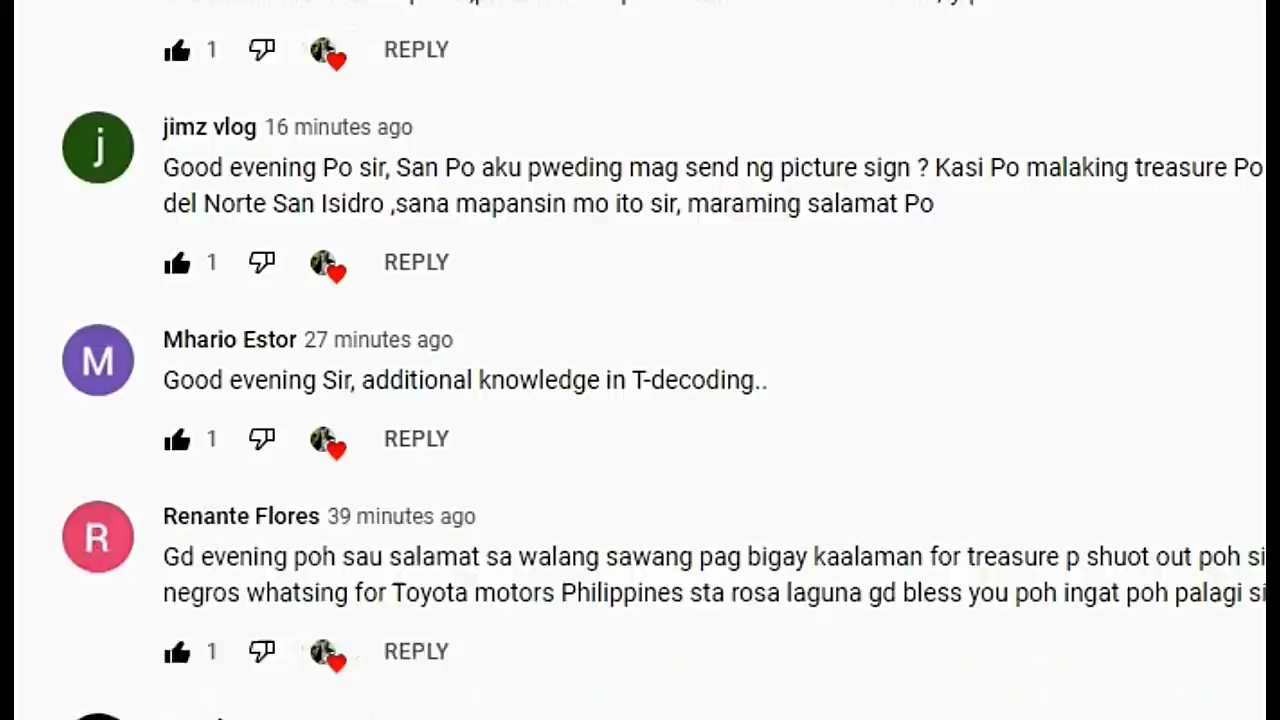 1 REPLY
j
jimz vlog 16 minutes ago
Good evening Po sir, San Po aku pweding mag send ng picture sign ? Kasi Po malaking treasure Po
del Norte San Isidro ,sana mapansin mo ito sir, maraming salamat Po
1 REPLY
M
Mhario Estor 27 minutes ago
Good evening Sir, additional knowledge in T-decoding..
1 REPLY
R
Renante Flores 39 minutes ago
Gd evening poh sau salamat sa walang sawang pag bigay kaalaman for treasure p shuot out poh si
negros whatsing for Toyota motors Philippines sta rosa laguna gd bless you poh ingat poh palagi si
1 REPLY